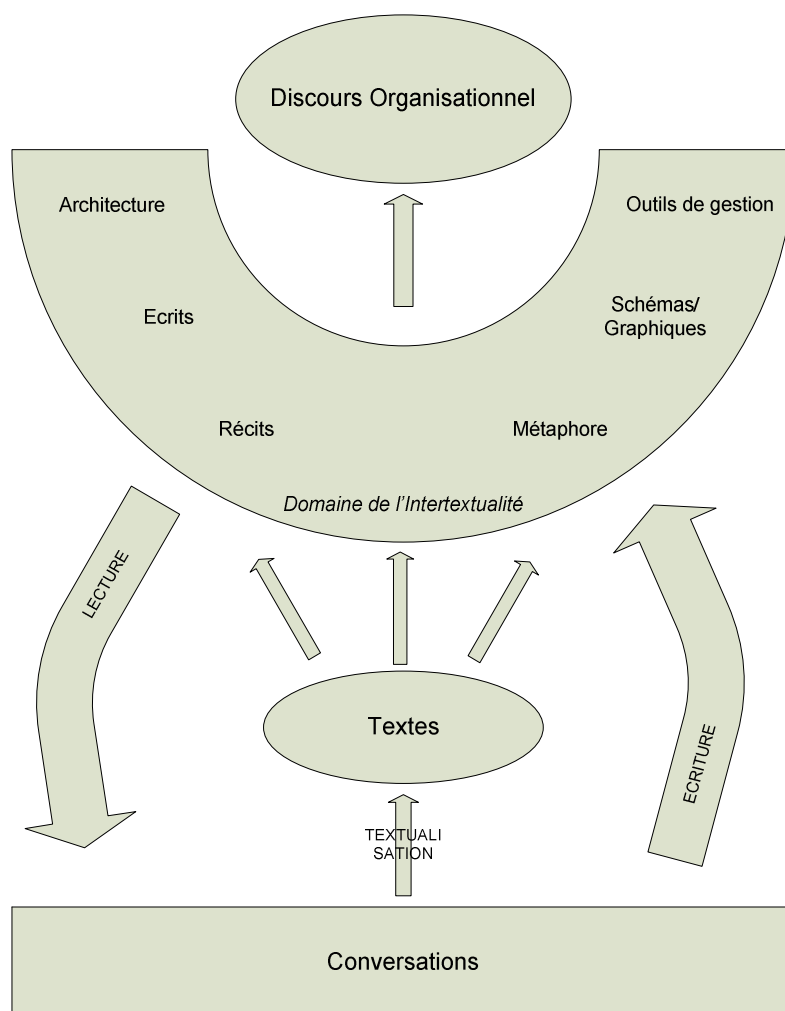 Discours Organisationnel
Architecture
Outils de gestion
Ecrits
Schémas/
Graphiques
Récits
Métaphore
Domaine de l’Intertextualité
LECTURE
ECRITURE
Textes
TEXTUALI
SATION
Conversations